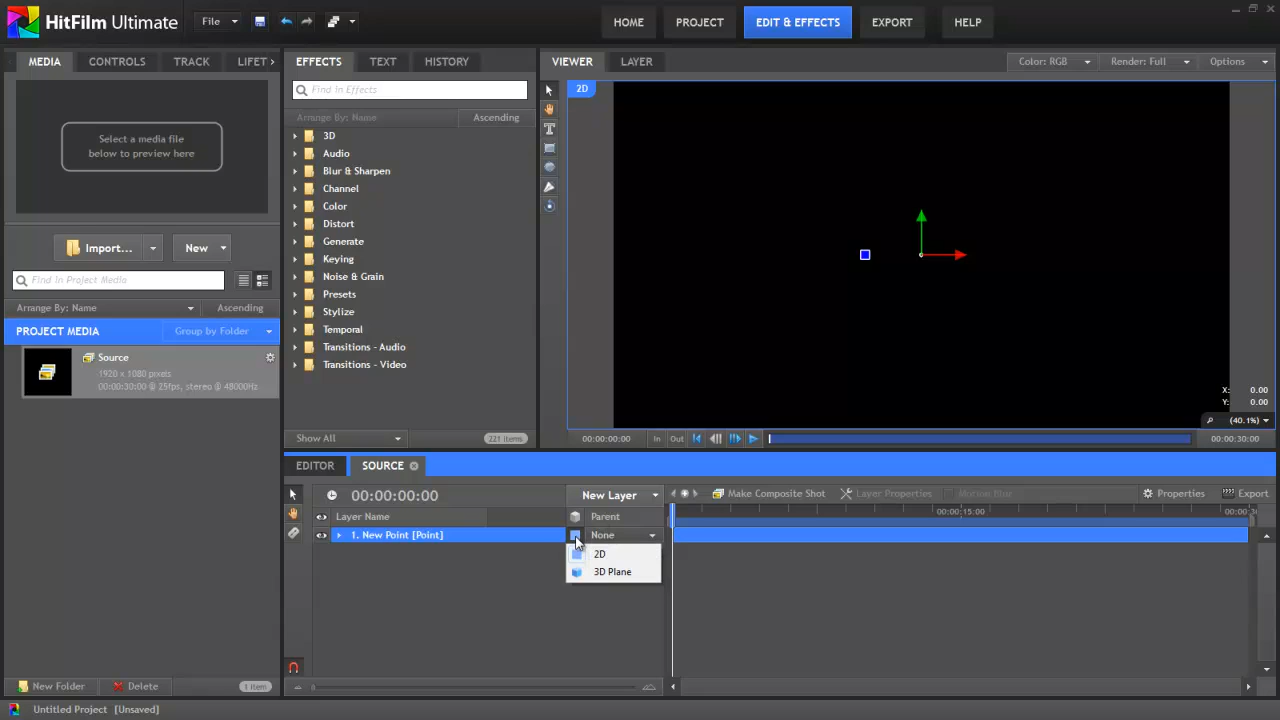 HitFilm Ultimate
File
HOME
PROJECT
EDIT & EFFECTS
EXPORT
HELP
MEDIA
CONTROLS
TRACK
LIFET
Select a media file
below to preview here
Import...
New
Find in Project Media
Arrange By: Name
Ascending
PROJECT MEDIA
Group by Folder
Source
1920 x 1080 pixels
00:00:30:00 @ 25fps, stereo @ 48000Hz
New Folder
Delete
1 Item
EFFECTS
TEXT
HISTORY
Find in Effects
Arrange By: Name
Ascending
3D
Audio
Blur & Sharpen
Channel
Color
Distort
Generate
Keying
Noise & Grain
Presets
Stylize
Temporal
Transitions - Audio
Transitions - Video
Show All
221 Items
VIEWER
LAYER
Color: RGB
Render: Full
Options
2D
X: 0.00
Y: 0.00
(40.1%)
00:00:00:00
In
Out
00:00:30:00
EDITOR
SOURCE
00:00:00:00
New Layer
Make Composite Shot
Layer Properties
Motion Blur
Properties
Export
Layer Name
Parent
00:00:15:00
1. New Point [Point]
None
2D
3D Plane
Untitled Project [Unsaved]